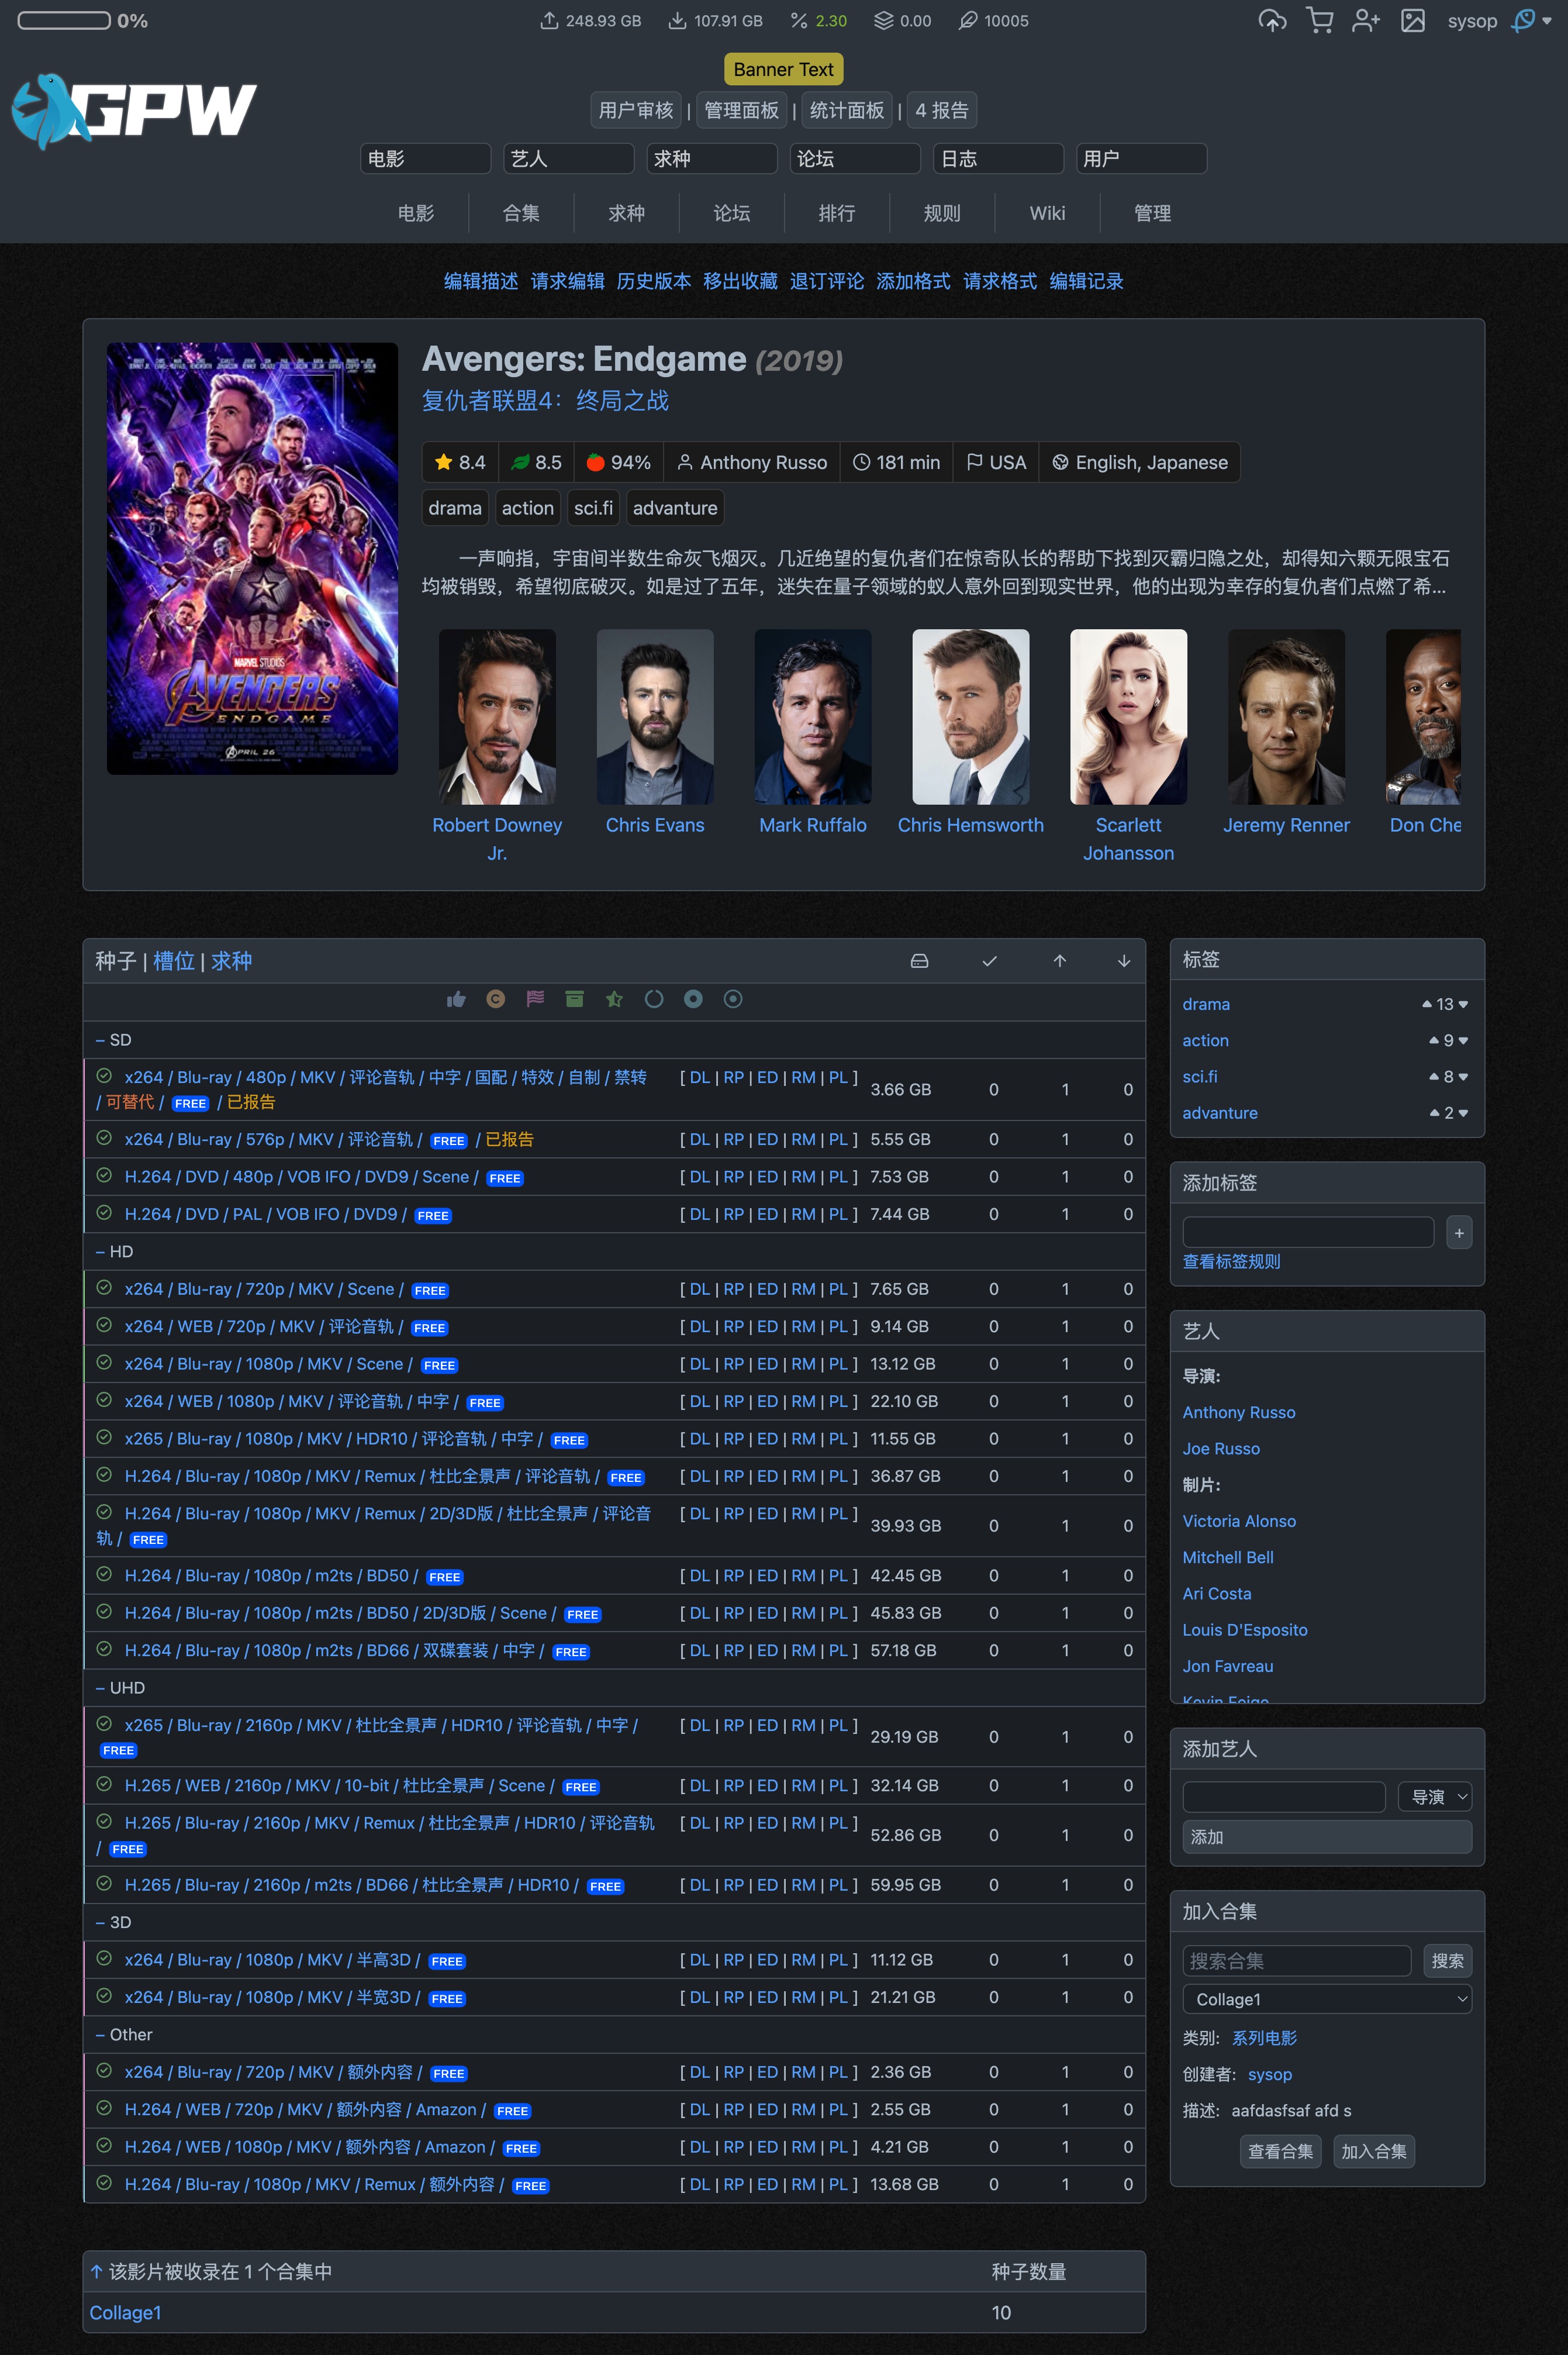 0% 248.93 GB 107.91 GB 2.30 0.00 10005 sysop
Banner Text
GPW
用户审核 | 管理面板 | 统计面板 | 4 报告
电影 艺人 求种 论坛 日志 用户
电影 合集 求种 论坛 排行 规则 Wiki 管理
编辑描述 请求编辑 历史版本 移出收藏 退订评论 添加格式 请求格式 编辑记录
MARVEL STUDIOS
AVENGERS
ENDGAME
APRIL 26
Avengers: Endgame (2019)
复仇者联盟4：终局之战
8.4 8.5 94% Anthony Russo 181 min USA English, Japanese
drama action sci.fi advanture
一声响指，宇宙间半数生命灰飞烟灭。几近绝望的复仇者们在惊奇队长的帮助下找到灭霸归隐之处，却得知六颗无限宝石
均被销毁，希望彻底破灭。如是过了五年，迷失在量子领域的蚁人意外回到现实世界，他的出现为幸存的复仇者们点燃了希...
Robert Downey Jr.
Chris Evans
Mark Ruffalo
Chris Hemsworth
Scarlett Johansson
Jeremy Renner
Don Che
种子 | 槽位 | 求种
– SD
x264 / Blu-ray / 480p / MKV / 评论音轨 / 中字 / 国配 / 特效 / 自制 / 禁转 [ DL | RP | ED | RM | PL ] 3.66 GB 0 1 0
/ 可替代 / FREE / 已报告
x264 / Blu-ray / 576p / MKV / 评论音轨 / FREE / 已报告 [ DL | RP | ED | RM | PL ] 5.55 GB 0 1 0
H.264 / DVD / 480p / VOB IFO / DVD9 / Scene / FREE [ DL | RP | ED | RM | PL ] 7.53 GB 0 1 0
H.264 / DVD / PAL / VOB IFO / DVD9 / FREE [ DL | RP | ED | RM | PL ] 7.44 GB 0 1 0
– HD
x264 / Blu-ray / 720p / MKV / Scene / FREE [ DL | RP | ED | RM | PL ] 7.65 GB 0 1 0
x264 / WEB / 720p / MKV / 评论音轨 / FREE [ DL | RP | ED | RM | PL ] 9.14 GB 0 1 0
x264 / Blu-ray / 1080p / MKV / Scene / FREE [ DL | RP | ED | RM | PL ] 13.12 GB 0 1 0
x264 / WEB / 1080p / MKV / 评论音轨 / 中字 / FREE [ DL | RP | ED | RM | PL ] 22.10 GB 0 1 0
x265 / Blu-ray / 1080p / MKV / HDR10 / 评论音轨 / 中字 / FREE [ DL | RP | ED | RM | PL ] 11.55 GB 0 1 0
H.264 / Blu-ray / 1080p / MKV / Remux / 杜比全景声 / 评论音轨 / FREE [ DL | RP | ED | RM | PL ] 36.87 GB 0 1 0
H.264 / Blu-ray / 1080p / MKV / Remux / 2D/3D版 / 杜比全景声 / 评论音 [ DL | RP | ED | RM | PL ] 39.93 GB 0 1 0
轨 / FREE
H.264 / Blu-ray / 1080p / m2ts / BD50 / FREE [ DL | RP | ED | RM | PL ] 42.45 GB 0 1 0
H.264 / Blu-ray / 1080p / m2ts / BD50 / 2D/3D版 / Scene / FREE [ DL | RP | ED | RM | PL ] 45.83 GB 0 1 0
H.264 / Blu-ray / 1080p / m2ts / BD66 / 双碟套装 / 中字 / FREE [ DL | RP | ED | RM | PL ] 57.18 GB 0 1 0
– UHD
x265 / Blu-ray / 2160p / MKV / 杜比全景声 / HDR10 / 评论音轨 / 中字 / [ DL | RP | ED | RM | PL ] 29.19 GB 0 1 0
FREE
H.265 / WEB / 2160p / MKV / 10-bit / 杜比全景声 / Scene / FREE [ DL | RP | ED | RM | PL ] 32.14 GB 0 1 0
H.265 / Blu-ray / 2160p / MKV / Remux / 杜比全景声 / HDR10 / 评论音轨 [ DL | RP | ED | RM | PL ] 52.86 GB 0 1 0
/ FREE
H.265 / Blu-ray / 2160p / m2ts / BD66 / 杜比全景声 / HDR10 / FREE [ DL | RP | ED | RM | PL ] 59.95 GB 0 1 0
– 3D
x264 / Blu-ray / 1080p / MKV / 半高3D / FREE [ DL | RP | ED | RM | PL ] 11.12 GB 0 1 0
x264 / Blu-ray / 1080p / MKV / 半宽3D / FREE [ DL | RP | ED | RM | PL ] 21.21 GB 0 1 0
– Other
x264 / Blu-ray / 720p / MKV / 额外内容 / FREE [ DL | RP | ED | RM | PL ] 2.36 GB 0 1 0
H.264 / WEB / 720p / MKV / 额外内容 / Amazon / FREE [ DL | RP | ED | RM | PL ] 2.55 GB 0 1 0
H.264 / WEB / 1080p / MKV / 额外内容 / Amazon / FREE [ DL | RP | ED | RM | PL ] 4.21 GB 0 1 0
H.264 / Blu-ray / 1080p / MKV / Remux / 额外内容 / FREE [ DL | RP | ED | RM | PL ] 13.68 GB 0 1 0
↑ 该影片被收录在 1 个合集中 种子数量
Collage1 10
标签
drama 13
action 9
sci.fi 8
advanture 2
添加标签
+
查看标签规则
艺人
导演:
Anthony Russo
Joe Russo
制片:
Victoria Alonso
Mitchell Bell
Ari Costa
Louis D'Esposito
Jon Favreau
Kevin Feige
添加艺人
导演
添加
加入合集
搜索合集 搜索
Collage1
类别: 系列电影
创建者: sysop
描述: aafdasfsaf afd s
查看合集 加入合集